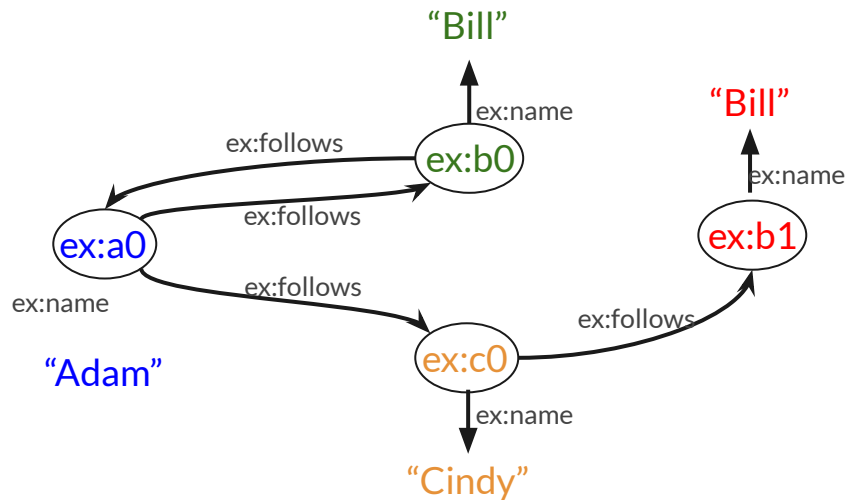 “Bill”
“Bill”
ex:name
ex:follows
ex:b0
ex:name
ex:follows
ex:a0
ex:b1
ex:name
ex:follows
ex:follows
ex:c0
“Adam”
ex:name
“Cindy”